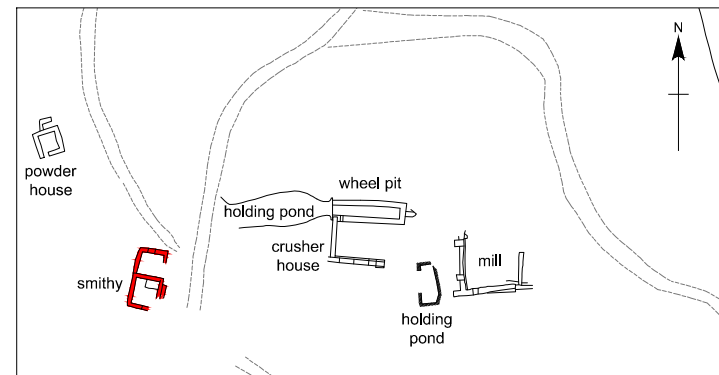 N
powder
house
wheel pit
holding pond
crusher
house
mill
smithy
holding
pond